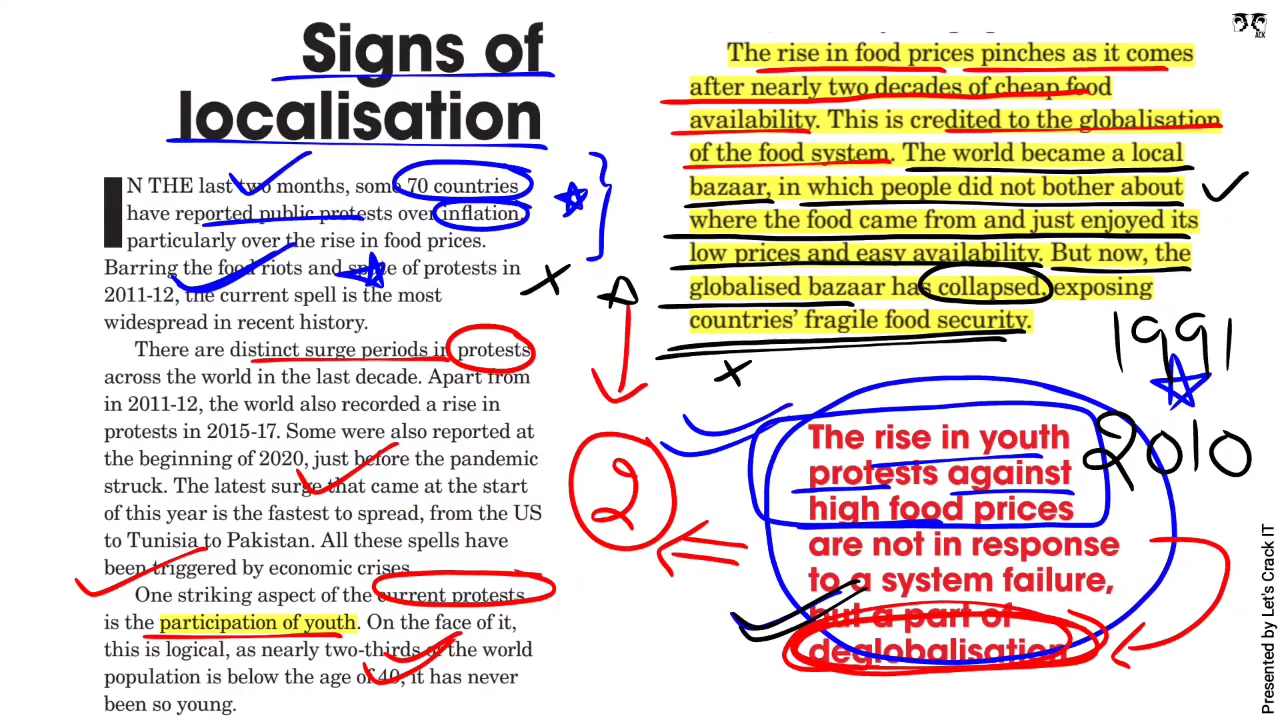 Signs of
localisation
IN THE last two months, some 70 countries
have reported public protests over inflation,
particularly over the rise in food prices.
Barring the food riots and spate of protests in
2011-12, the current spell is the most
widespread in recent history.
There are distinct surge periods in protests
across the world in the last decade. Apart from
in 2011-12, the world also recorded a rise in
protests in 2015-17. Some were also reported at
the beginning of 2020, just before the pandemic
struck. The latest surge that came at the start
of this year is the fastest to spread, from the US
to Tunisia to Pakistan. All these spells have
been triggered by economic crises.
One striking aspect of the current protests
is the participation of youth. On the face of it,
this is logical, as nearly two-thirds of the world
population is below the age of 40, it has never
been so young.
The rise in food prices pinches as it comes
after nearly two decades of cheap food
availability. This is credited to the globalisation
of the food system. The world became a local
bazaar, in which people did not bother about
where the food came from and just enjoyed its
low prices and easy availability. But now, the
globalised bazaar has collapsed, exposing
countries' fragile food security.
1991
2010
2
The rise in youth
protests against
high food prices
are not in response
to a system failure,
but a part of
deglobalisation
ACK
Presented by Let's Crack IT